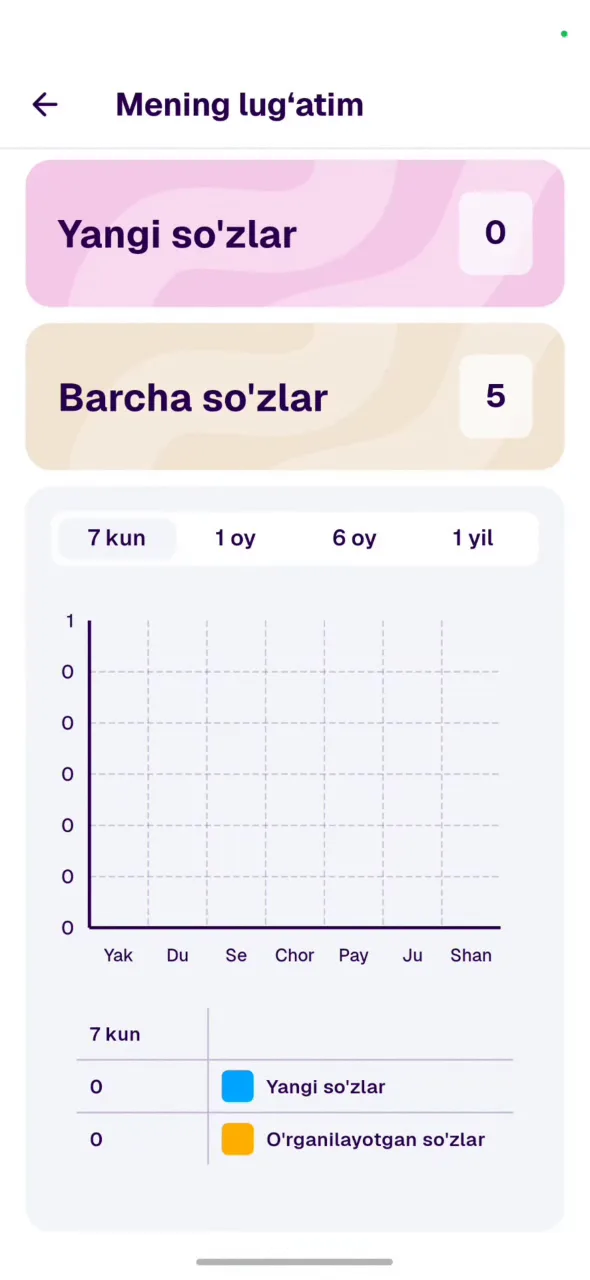 Mening lug‘atim
Yangi so'zlar 0
Barcha so'zlar 5
7 kun 1 oy 6 oy 1 yil
1
0
0
0
0
0
0
Yak Du Se Chor Pay Ju Shan
7 kun
0 Yangi so'zlar
0 O'rganilayotgan so'zlar